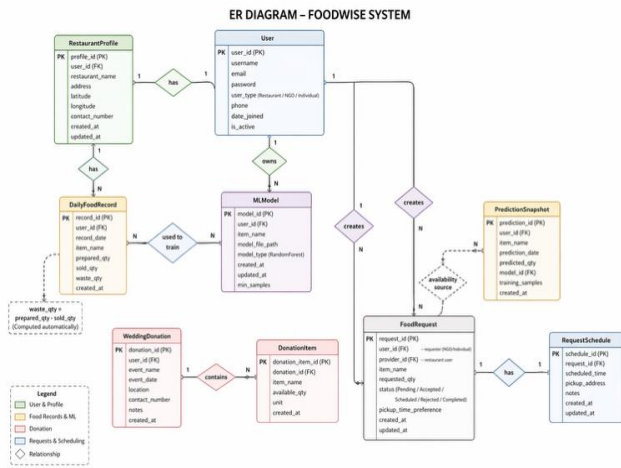 ER DIAGRAM – FOODWISE SYSTEM
RestaurantProfile
PK profile_id (PK)
user_id (FK)
restaurant_name
address
latitude
longitude
contact_number
created_at
updated_at
1
has
1
User
PK user_id (PK)
username
email
password
user_type (Restaurant / NGO / Individual)
phone
date_joined
is_active
1
1
has
N
1
owns
N
DailyFoodRecord
PK record_id (PK)
user_id (FK)
record_date
item_name
prepared_qty
sold_qty
waste_qty
created_at
N
used to
train
N
MLModel
PK model_id (PK)
user_id (FK)
item_name
model_file_path
model_type (RandomForest)
created_at
updated_at
min_samples
1
creates
N
creates
N
PredictionSnapshot
PK prediction_id (PK)
user_id (FK)
item_name
prediction_date
predicted_qty
model_id (FK)
training_samples
created_at
N
availability
source
waste_qty =
prepared_qty - sold_qty
(Computed automatically)
WeddingDonation
PK donation_id (PK)
user_id (FK)
event_name
event_date
location
contact_number
notes
created_at
1
contains
N
DonationItem
PK donation_item_id (PK)
donation_id (FK)
item_name
available_qty
unit
created_at
FoodRequest
PK request_id (PK)
user_id (FK) → requester (NGO/Individual)
provider_id (FK) → restaurant user
item_name
requested_qty
status (Pending / Accepted /
Scheduled / Rejected / Completed)
pickup_time_preference
created_at
updated_at
1
has
1
RequestSchedule
PK schedule_id (PK)
request_id (FK)
scheduled_time
pickup_address
notes
created_at
updated_at
Legend
User & Profile
Food Records & ML
Donation
Requests & Scheduling
Relationship